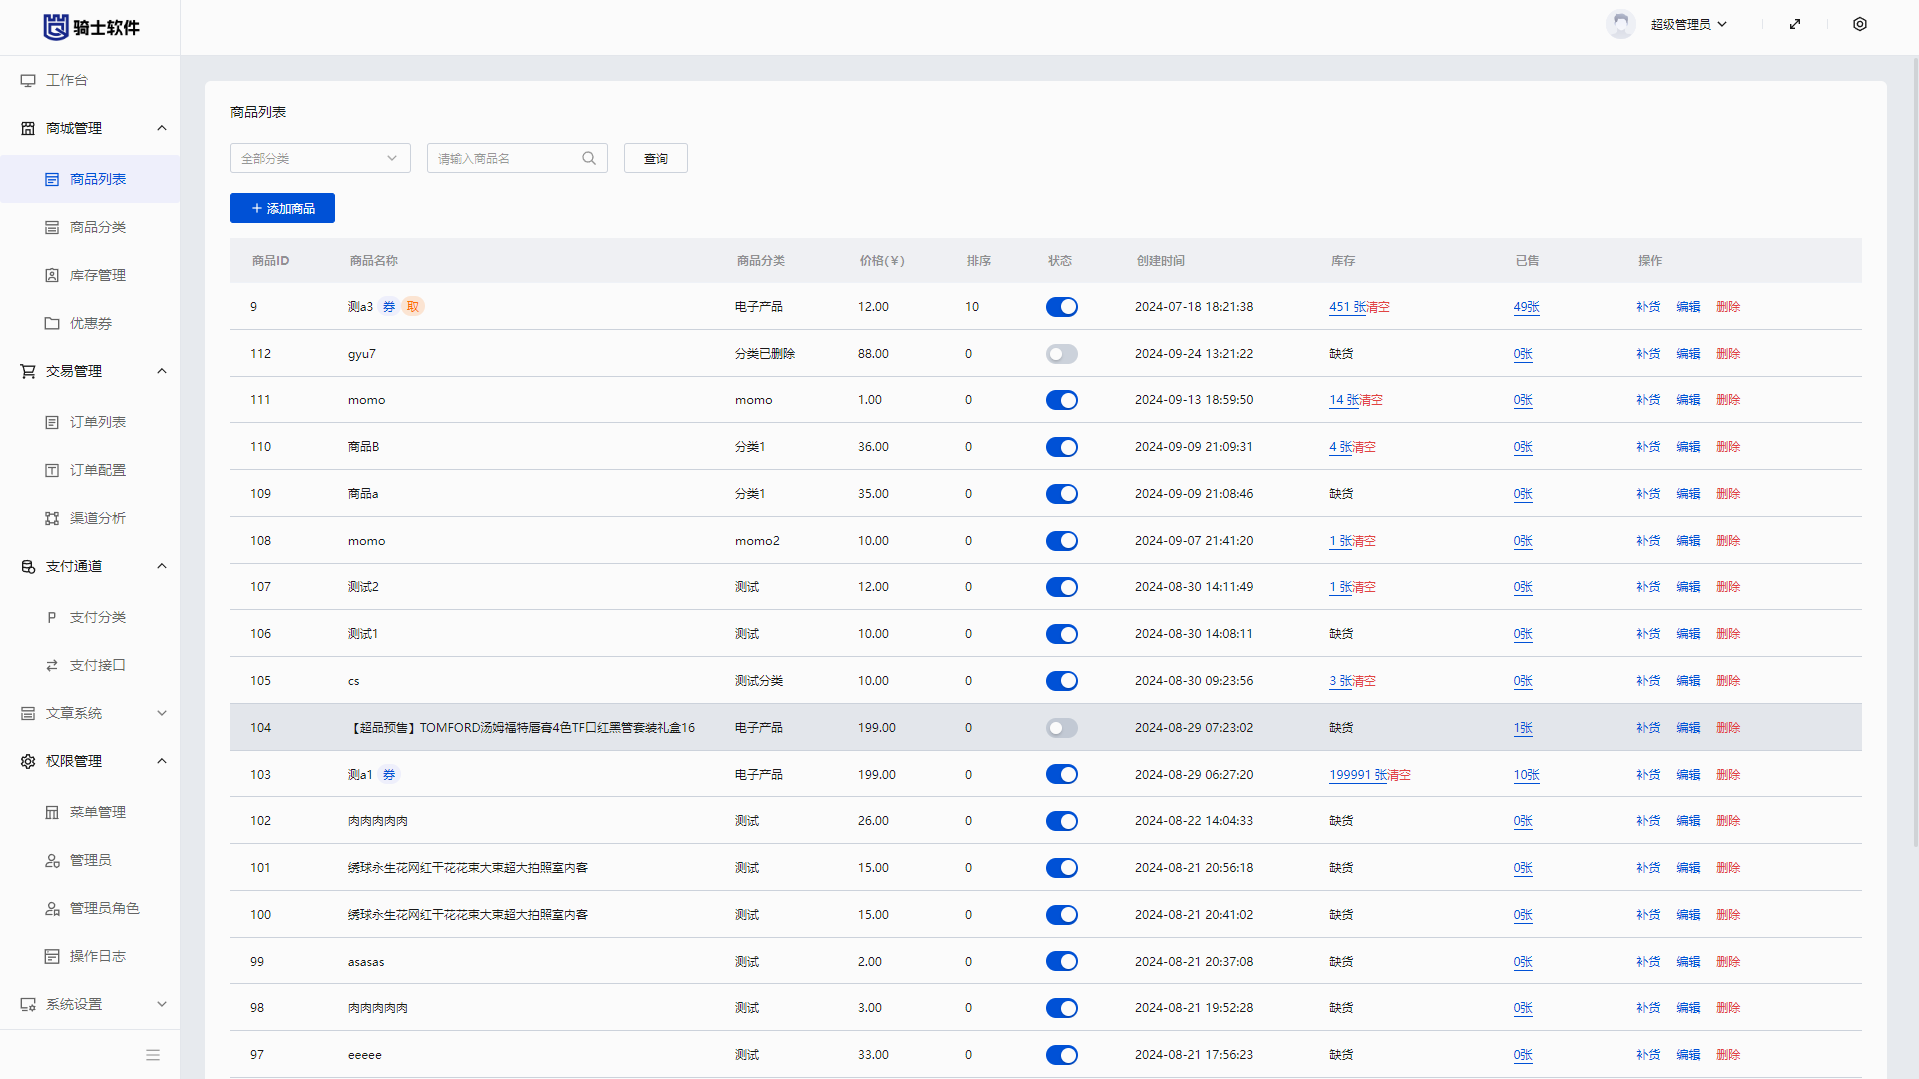 骑士软件
超级管理员
工作台
商城管理
商品列表
商品分类
库存管理
优惠券
交易管理
订单列表
订单配置
渠道分析
支付通道
支付分类
支付接口
文章系统
权限管理
菜单管理
管理员
管理员角色
操作日志
系统设置
商品列表
全部分类 请输入商品名 查询
+ 添加商品
商品ID 商品名称 商品分类 价格(￥) 排序 状态 创建时间 库存 已售 操作
9 测a3 券 取 电子产品 12.00 10 2024-07-18 18:21:38 451 张清空 49张 补货 编辑 删除
112 gyu7 分类已删除 88.00 0 2024-09-24 13:21:22 缺货 0张 补货 编辑 删除
111 momo momo 1.00 0 2024-09-13 18:59:50 14 张清空 0张 补货 编辑 删除
110 商品B 分类1 36.00 0 2024-09-09 21:09:31 4 张清空 0张 补货 编辑 删除
109 商品a 分类1 35.00 0 2024-09-09 21:08:46 缺货 0张 补货 编辑 删除
108 momo momo2 10.00 0 2024-09-07 21:41:20 1 张清空 0张 补货 编辑 删除
107 测试2 测试 12.00 0 2024-08-30 14:11:49 1 张清空 0张 补货 编辑 删除
106 测试1 测试 10.00 0 2024-08-30 14:08:11 缺货 0张 补货 编辑 删除
105 cs 测试分类 10.00 0 2024-08-30 09:23:56 3 张清空 0张 补货 编辑 删除
104 【超品预售】TOMFORD汤姆福特唇膏4色TF口红黑管套装礼盒16 电子产品 199.00 0 2024-08-29 07:23:02 缺货 1张 补货 编辑 删除
103 测a1 券 电子产品 199.00 0 2024-08-29 06:27:20 199991 张清空 10张 补货 编辑 删除
102 肉肉肉肉肉 测试 26.00 0 2024-08-22 14:04:33 缺货 0张 补货 编辑 删除
101 绣球永生花网红干花花束大束超大拍照室内客 测试 15.00 0 2024-08-21 20:56:18 缺货 0张 补货 编辑 删除
100 绣球永生花网红干花花束大束超大拍照室内客 测试 15.00 0 2024-08-21 20:41:02 缺货 0张 补货 编辑 删除
99 asasas 测试 2.00 0 2024-08-21 20:37:08 缺货 0张 补货 编辑 删除
98 肉肉肉肉肉 测试 3.00 0 2024-08-21 19:52:28 缺货 0张 补货 编辑 删除
97 eeeee 测试 33.00 0 2024-08-21 17:56:23 缺货 0张 补货 编辑 删除